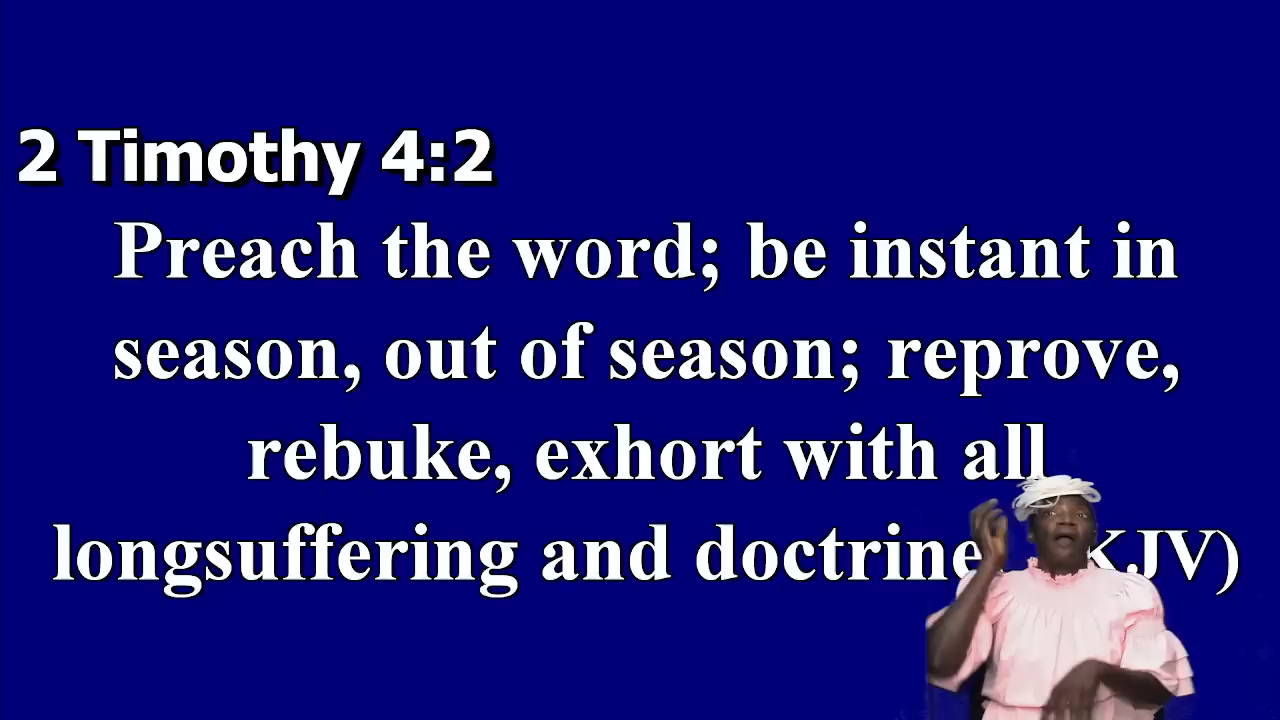 2 Timothy 4:2
Preach the word; be instant in
season, out of season; reprove,
rebuke, exhort with all
longsuffering and doctrine KJV)